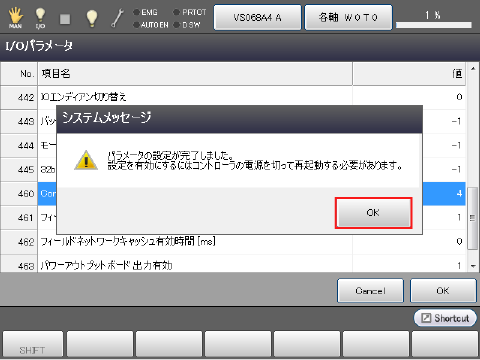 EMG
PRTCT
AUTO EN
D SW
MAN
I/O
VS068A4 A
各軸 W0T0
1 %
I/Oパラメータ
No.
項目名
値
442
IOエンディアン切り替え
0
443
バッ
-1
444
モー
-1
445
32b
-1
460
Con
4
461
フィー
1
462
フィールドネットワークキャッシュ有効時間 [ms]
0
463
パワーアウトプットボード出力有効
1
システムメッセージ
パラメータの設定が完了しました。
設定を有効にするにはコントローラの電源を切って再起動する必要があります。
OK
Cancel
OK
Shortcut
SHIFT